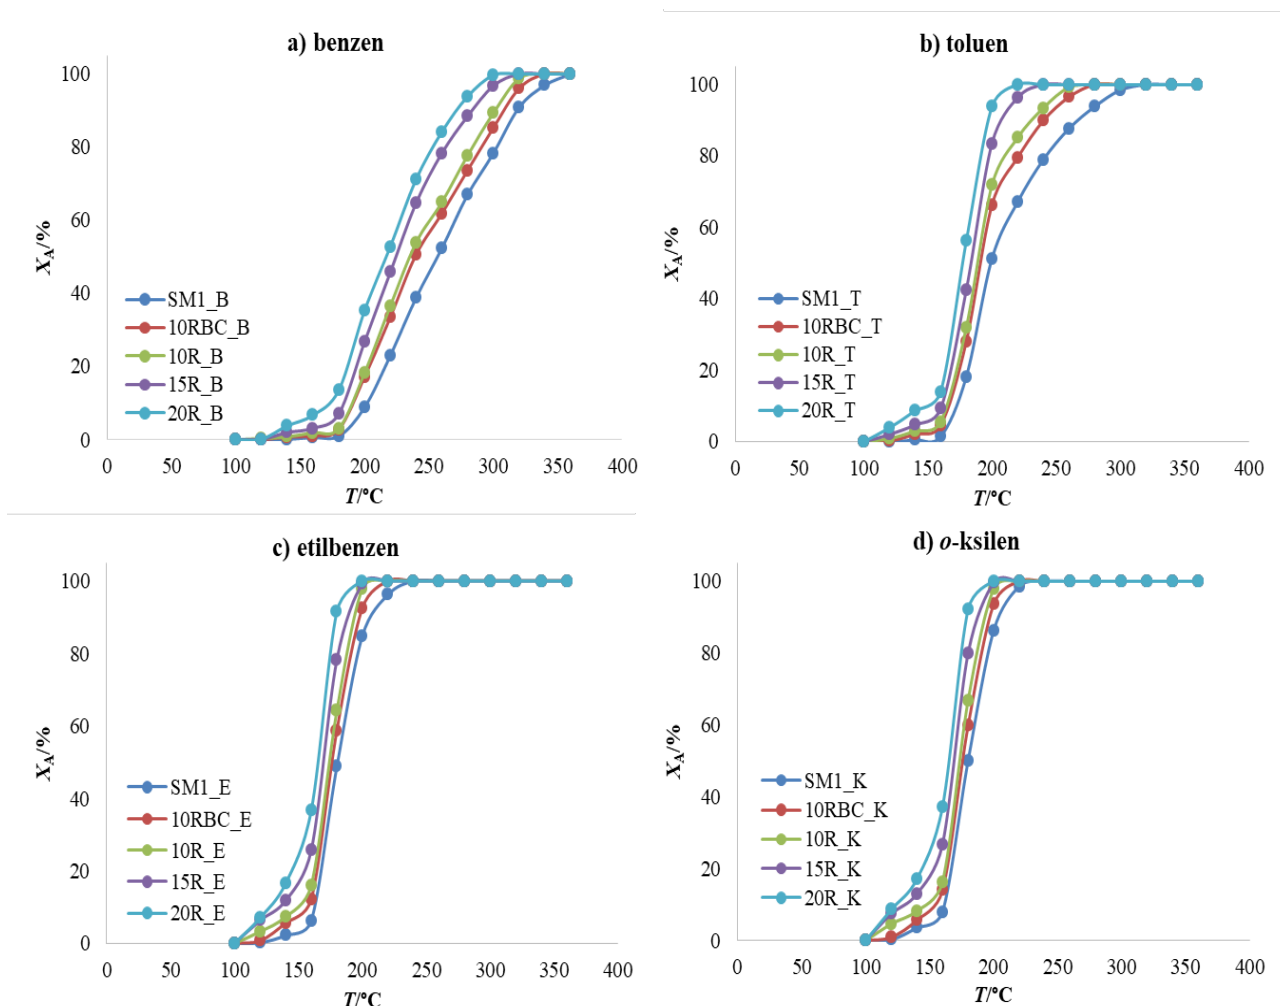 a) benzen
100
80
60
40
20
0
X_A/%
SM1_B
10RBC_B
10R_B
15R_B
20R_B
0 50 100 150 200 250 300 350 400
T/°C
b) toluen
100
80
60
40
20
0
X_A/%
SM1_T
10RBC_T
10R_T
15R_T
20R_T
0 50 100 150 200 250 300 350 400
T/°C
c) etilbenzen
100
80
60
40
20
0
X_A/%
SM1_E
10RBC_E
10R_E
15R_E
20R_E
0 50 100 150 200 250 300 350 400
T/°C
d) o-ksilen
100
80
60
40
20
0
X_A/%
SM1_K
10RBC_K
10R_K
15R_K
20R_K
0 50 100 150 200 250 300 350 400
T/°C